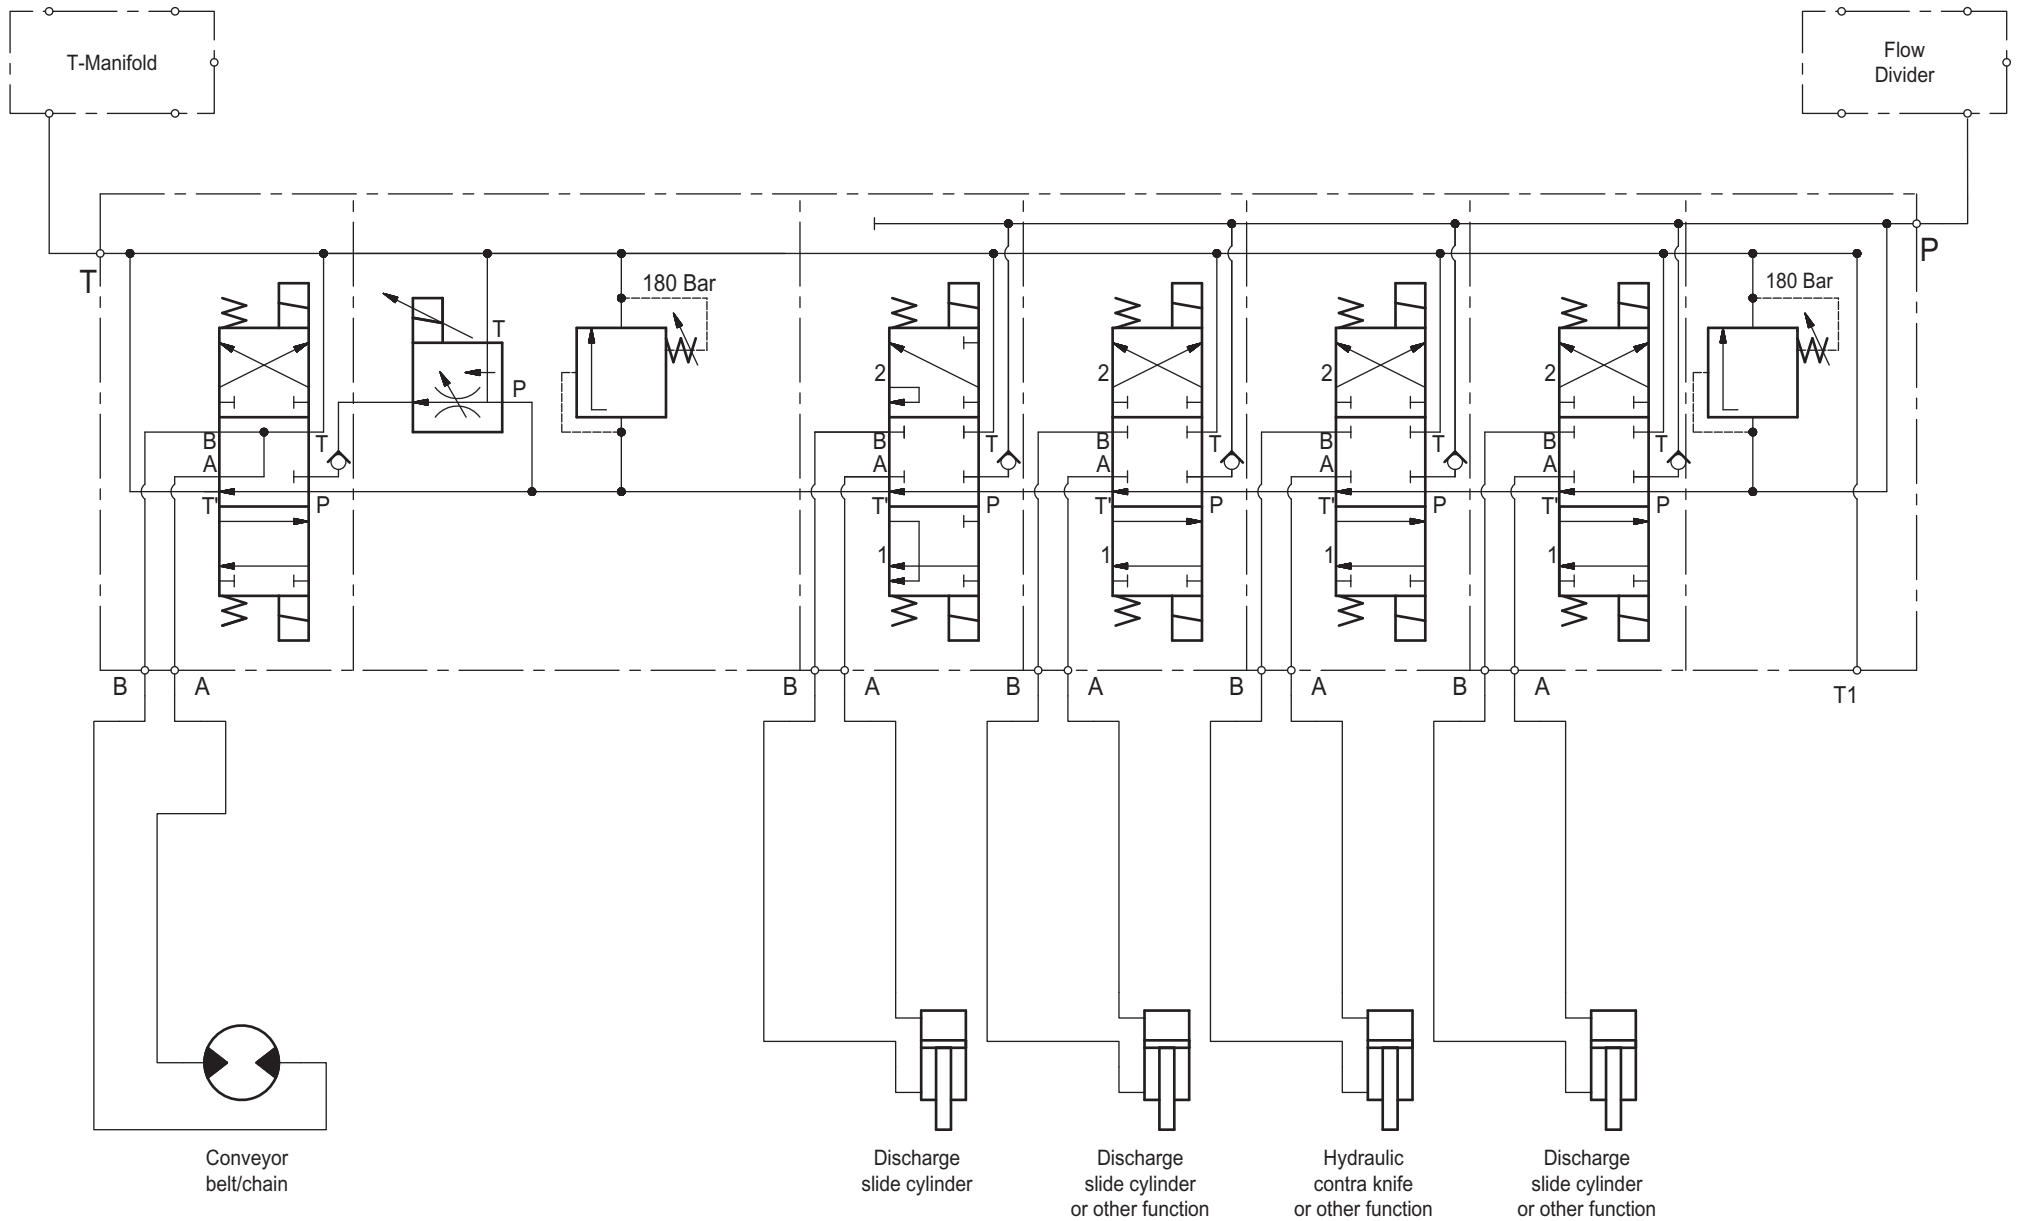 T-Manifold
Flow
Divider
T
P
180 Bar
180 Bar
T
P
2
2
2
2
B
T
B
T
B
T
B
T
B
T
A
A
A
A
A
T'
P
T'
P
T'
P
T'
P
T'
P
1
1
1
1
B
A
B
A
B
A
B
A
B
A
T1
Conveyor
belt/chain
Discharge
slide cylinder
Discharge
slide cylinder
or other function
Hydraulic
contra knife
or other function
Discharge
slide cylinder
or other function